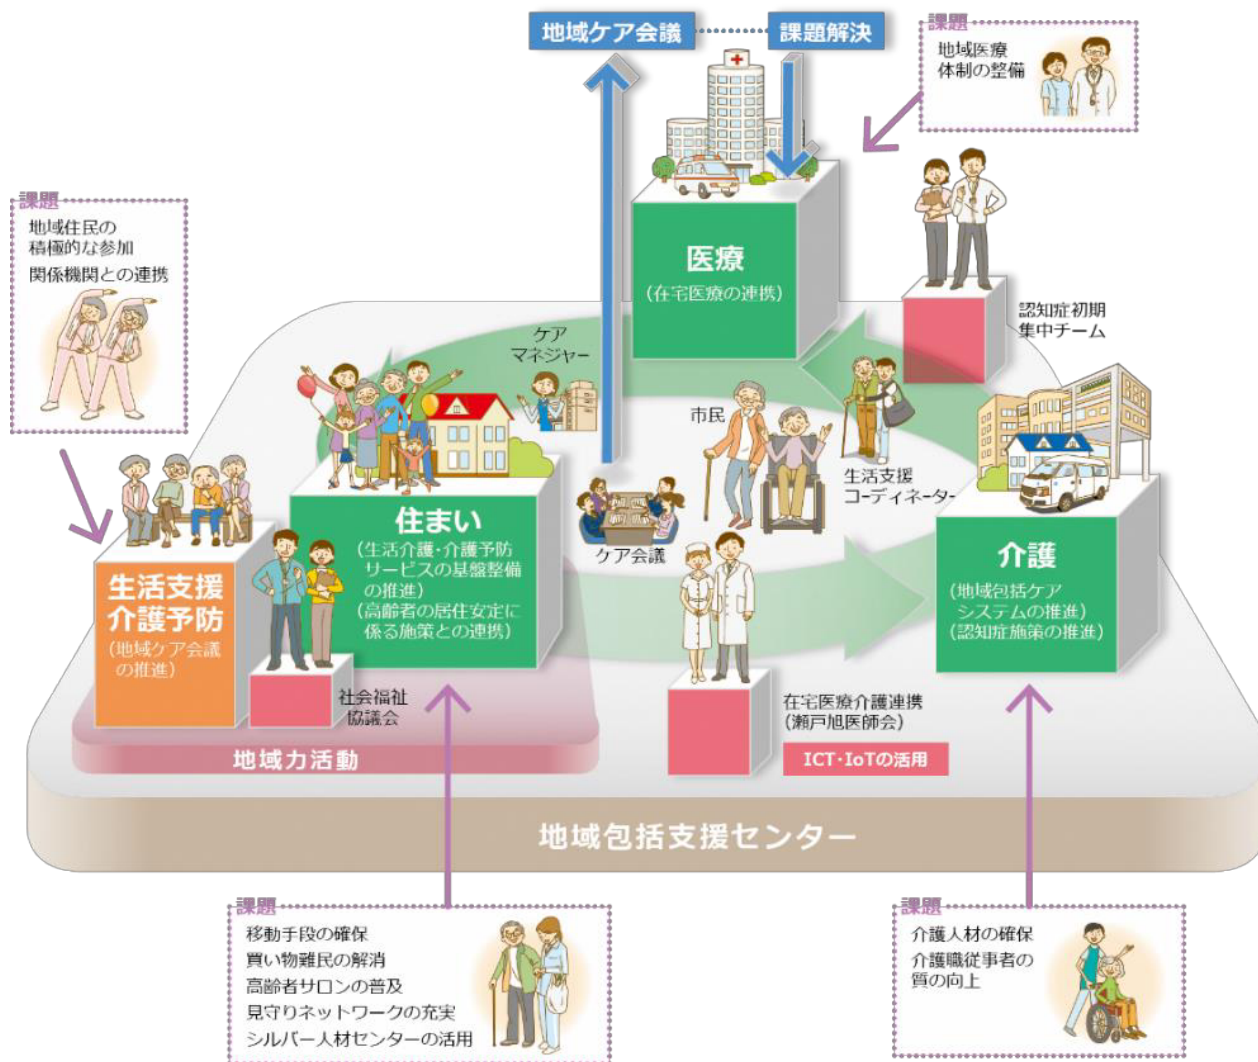 地域ケア会議
課題解決
課題
地域医療
体制の整備
課題
地域住民の
積極的な参加
関係機関との連携
医療
(在宅医療の連携)
認知症初期
集中チーム
ケア
マネジャー
市民
生活支援
コーディネーター
ケア会議
住まい
(生活介護・介護予防
サービスの基盤整備
の推進)
(高齢者の居住安定に
係る施策との連携)
介護
(地域包括ケア
システムの推進)
(認知症施策の推進)
生活支援
介護予防
(地域ケア会議
の推進)
社会福祉
協議会
在宅医療介護連携
(瀬戸旭医師会)
ICT・IoTの活用
地域力活動
地域包括支援センター
課題
移動手段の確保
買い物難民の解消
高齢者サロンの普及
見守りネットワークの充実
シルバー人材センターの活用
課題
介護人材の確保
介護職従事者の
質の向上